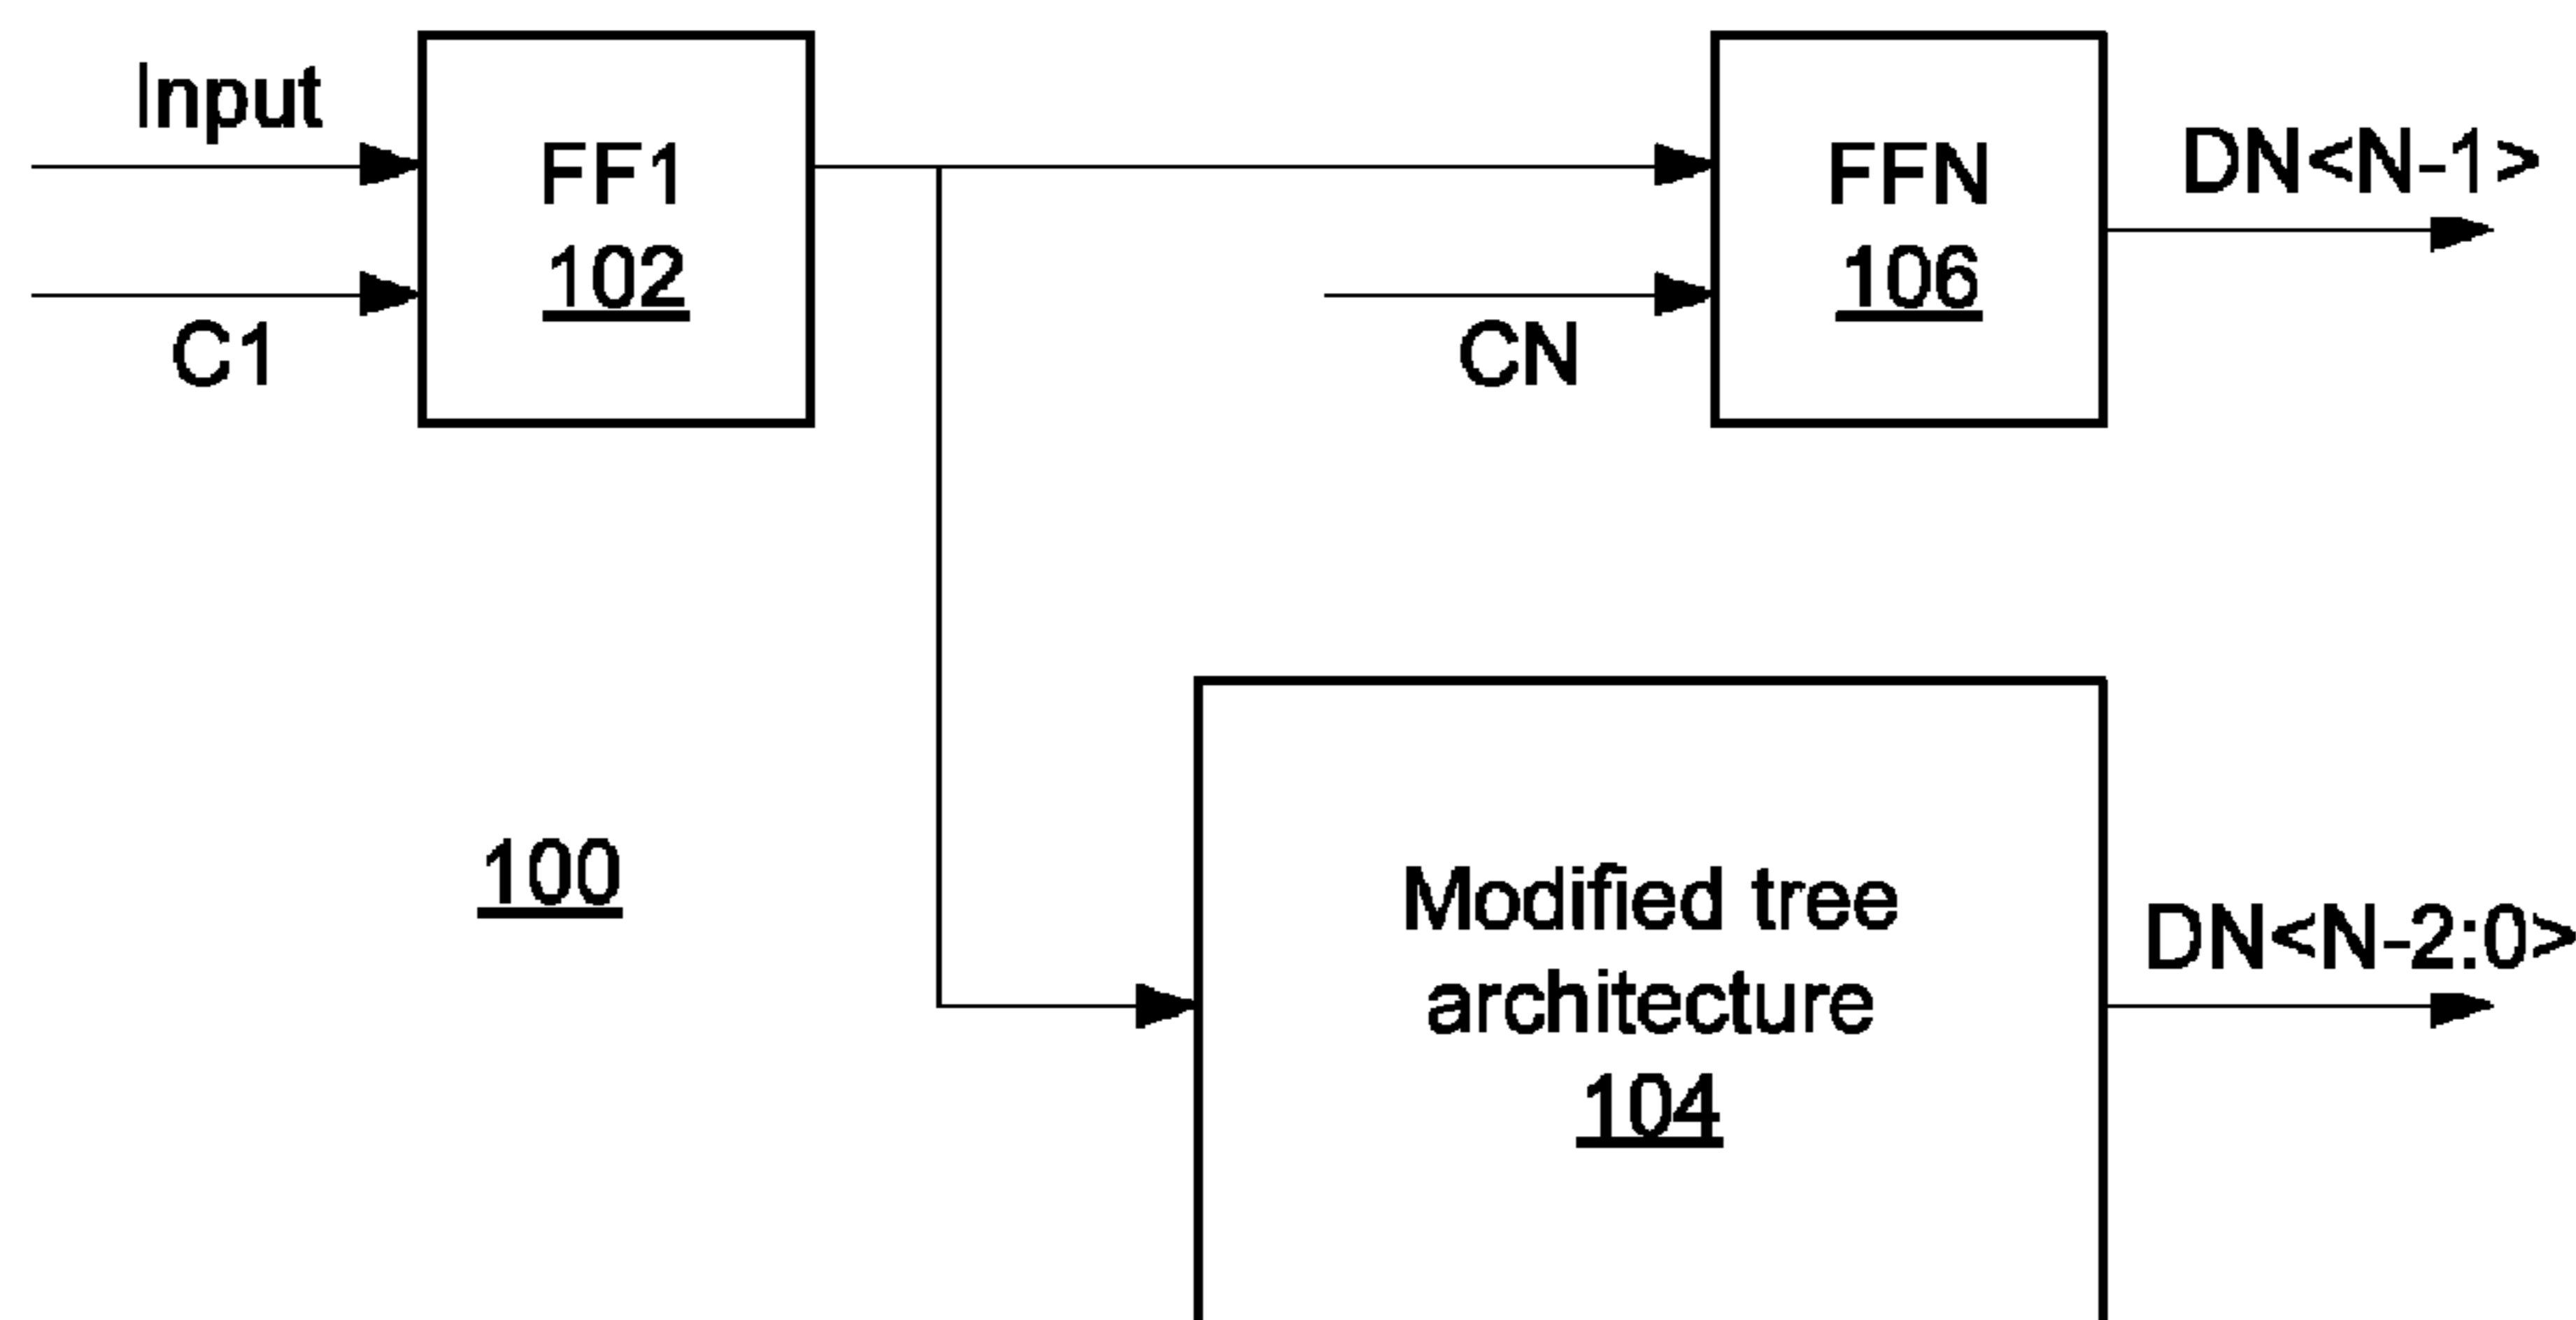 Input
FF1
102
C1
FFN
106
CN
DN<N-1>
100
Modified tree
architecture
104
DN<N-2:0>